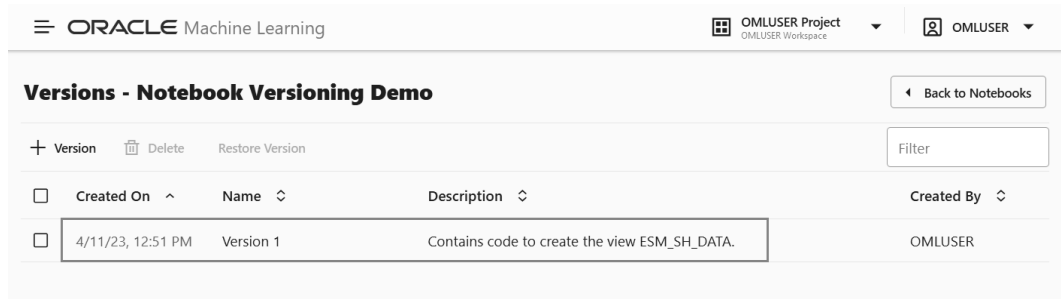 ORACLE Machine Learning
OMLUSER Project
OMLUSER Workspace
OMLUSER
Versions - Notebook Versioning Demo
Back to Notebooks
Version Delete Restore Version Filter
Created On Name Description Created By
4/11/23, 12:51 PM Version 1 Contains code to create the view ESM_SH_DATA. OMLUSER